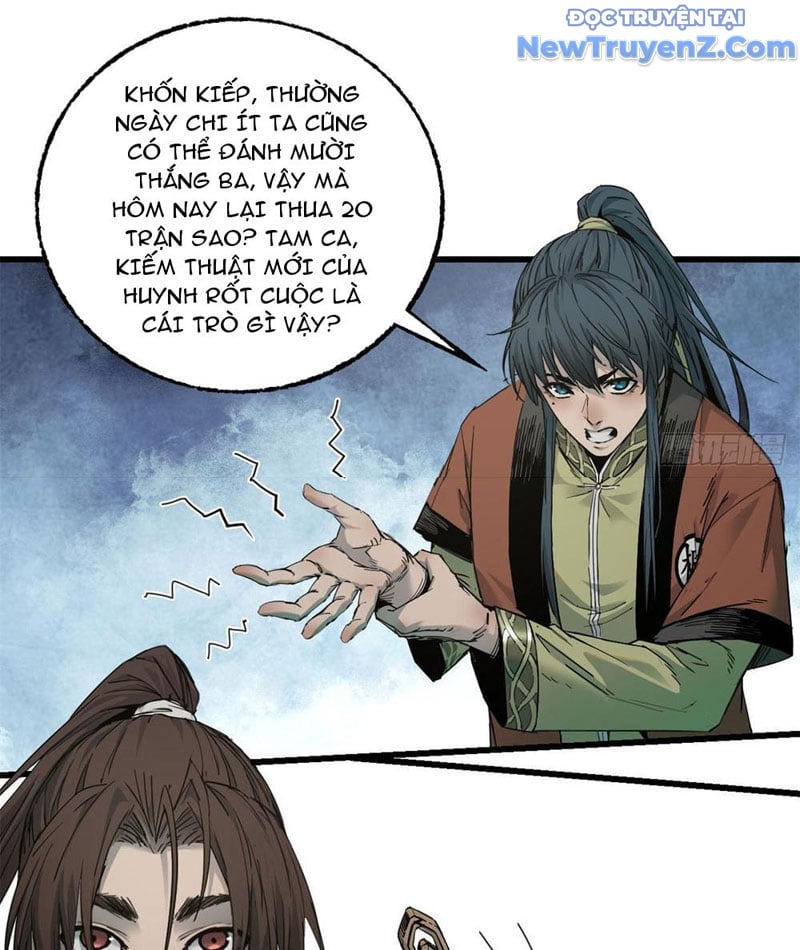 ĐỌC TRUYỆN TẠI
NewTruyenZ.Com
KHỐN KIẾP, THƯỜNG
NGÀY CHI ÍT TA CŨNG
CÓ THỂ ĐÁNH MƯỜI
THẮNG BA, VẬY MÀ
HÔM NAY LẠI THUA 20
TRẬN SAO? TAM CA,
KIẾM THUẬT MỚI CỦA
HUYNH RỐT CUỘC LÀ
CÁI TRÒ GÌ VẬY?